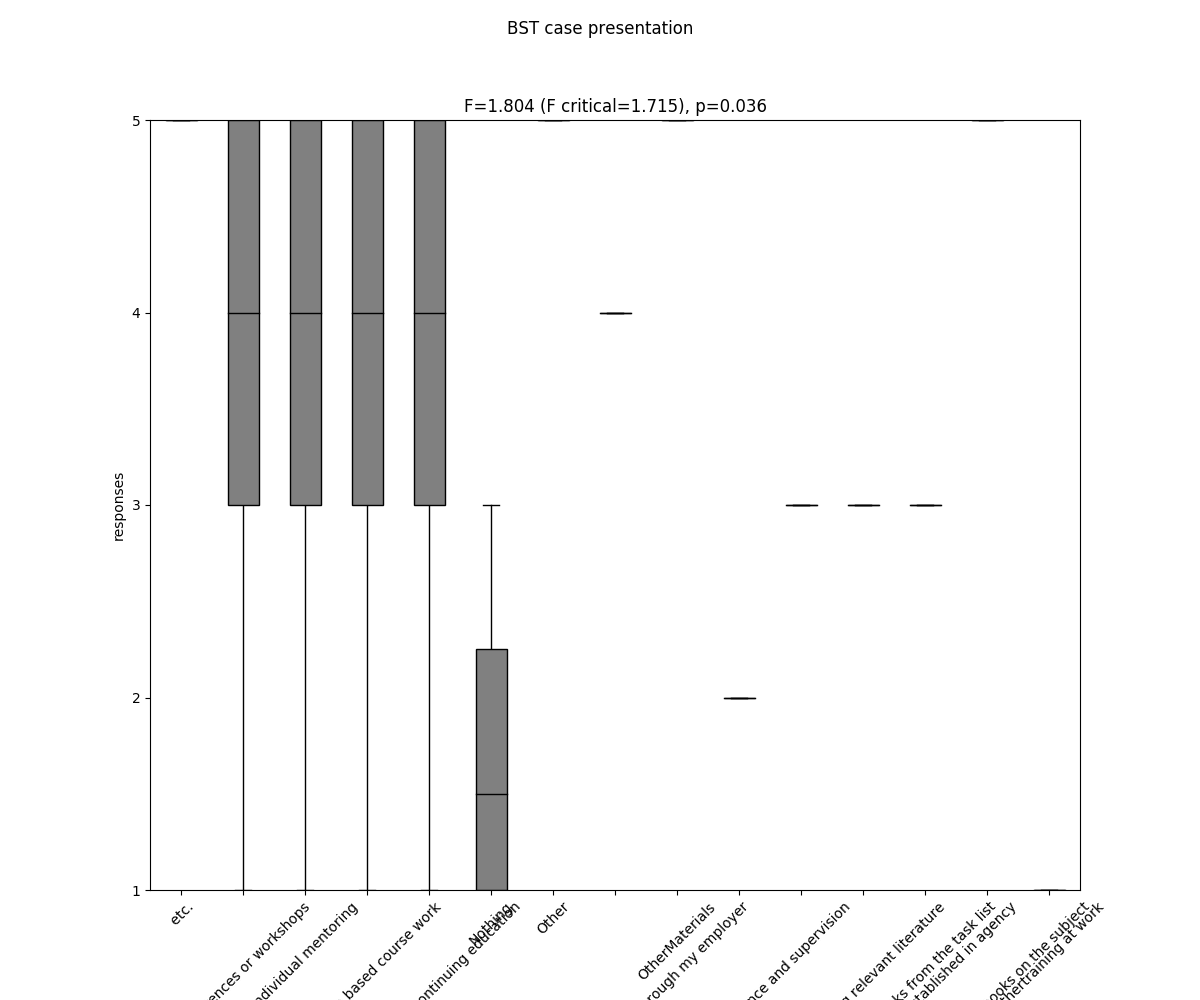 BST case presentation
F=1.804 (F critical=1.715), p=0.036
5
4
3
2
1
responses
etc.
ences or workshops
ndividual mentoring
based course work
ontinuing education
Nothing
Other
OtherMaterials
rough my employer
nce and supervision
g relevant literature
ks from the task list
tablished in agency
ooks on the subject
hertraining at work